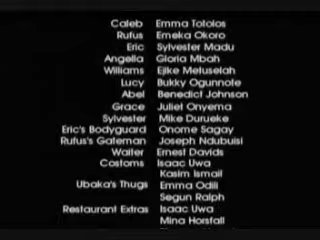 Caleb Emma Tololos
Rufus Emeka Okoro
Eric Sylvester Madu
Angella Gloria Mbah
Williams Ejike Metuselah
Lucy Bukky Ogunnote
Abel Benedict Johnson
Grace Juliet Onyema
Sylvester Mike Durueke
Eric's Bodyguard Onome Sagay
Rufus's Gateman Joseph Ndubuisi
Waiter Ernest Davids
Costoms Isaac Uwa
Kasim Ismail
Ubaka's Thugs Emma Odili
Segun Ralph
Restaurant Extras Isaac Uwa
Mina Horsfall